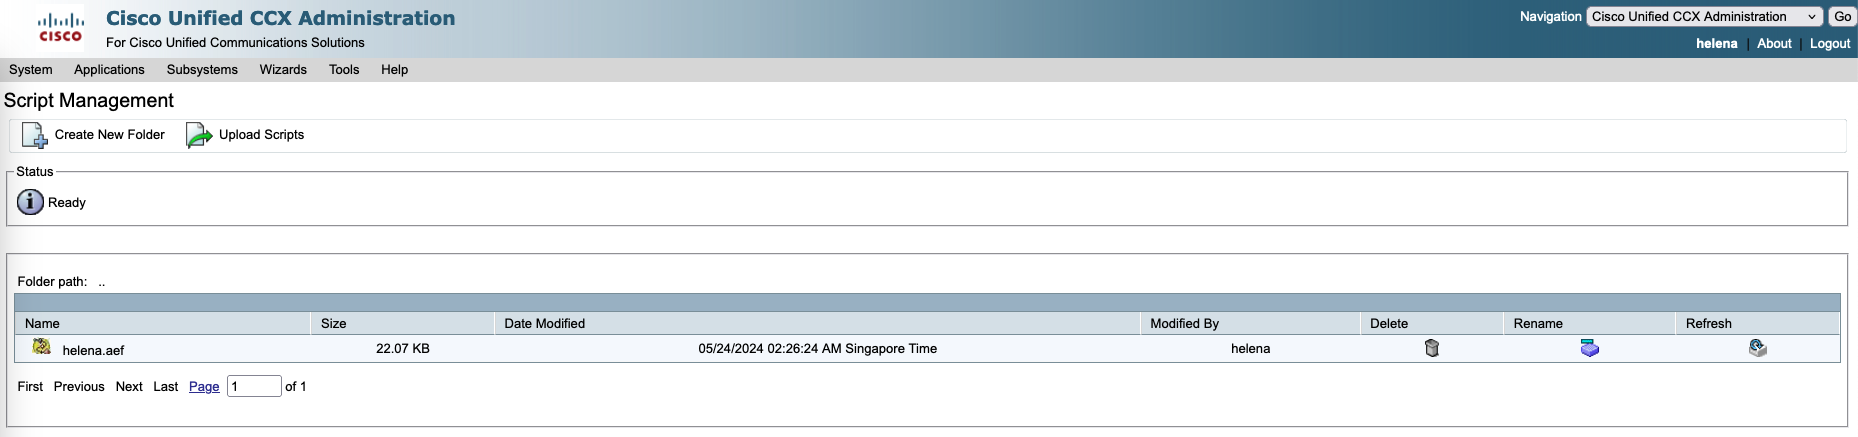 CISCO
Cisco Unified CCX Administration
For Cisco Unified Communications Solutions
Navigation Cisco Unified CCX Administration Go
helena | About | Logout
System Applications Subsystems Wizards Tools Help
Script Management
Create New Folder Upload Scripts
Status
Ready
Folder path: ..
Name Size Date Modified Modified By Delete Rename Refresh
helena.aef 22.07 KB 05/24/2024 02:26:24 AM Singapore Time helena
First Previous Next Last Page 1 of 1